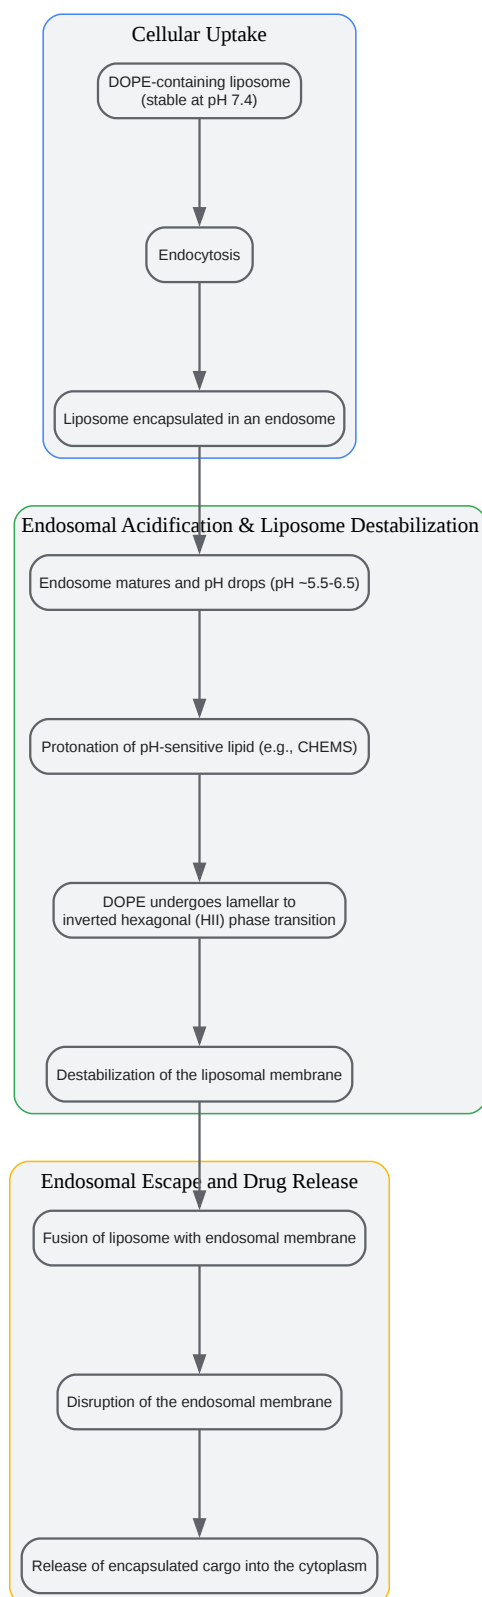 Cellular Uptake
DOPE-containing liposome
(stable at pH 7.4)
Endocytosis
Liposome encapsulated in an endosome
Endosomal Acidification & Liposome Destabilization
Endosome matures and pH drops (pH ~5.5-6.5)
Protonation of pH-sensitive lipid (e.g., CHEMS)
DOPE undergoes lamellar to
inverted hexagonal (HII) phase transition
Destabilization of the liposomal membrane
Endosomal Escape and Drug Release
Fusion of liposome with endosomal membrane
Disruption of the endosomal membrane
Release of encapsulated cargo into the cytoplasm